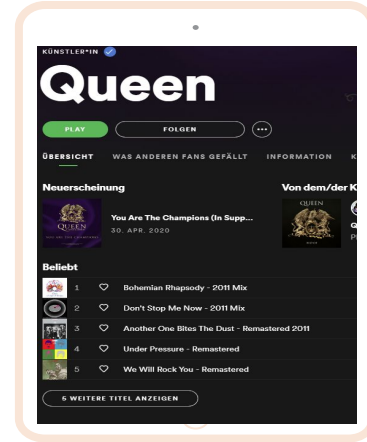 KÜNSTLER*IN
Queen
PLAY
FOLGEN
ÜBERSICHT WAS ANDEREN FANS GEFÄLLT INFORMATION K
Neuerscheinung
Von dem/der K
QUEEN
You Are The Champions (In Supp...
30. APR. 2020
QUEEN
Beliebt
1 Bohemian Rhapsody - 2011 Mix
2 Don't Stop Me Now - 2011 Mix
3 Another One Bites The Dust - Remastered 2011
4 Under Pressure - Remastered
5 We Will Rock You - Remastered
5 WEITERE TITEL ANZEIGEN